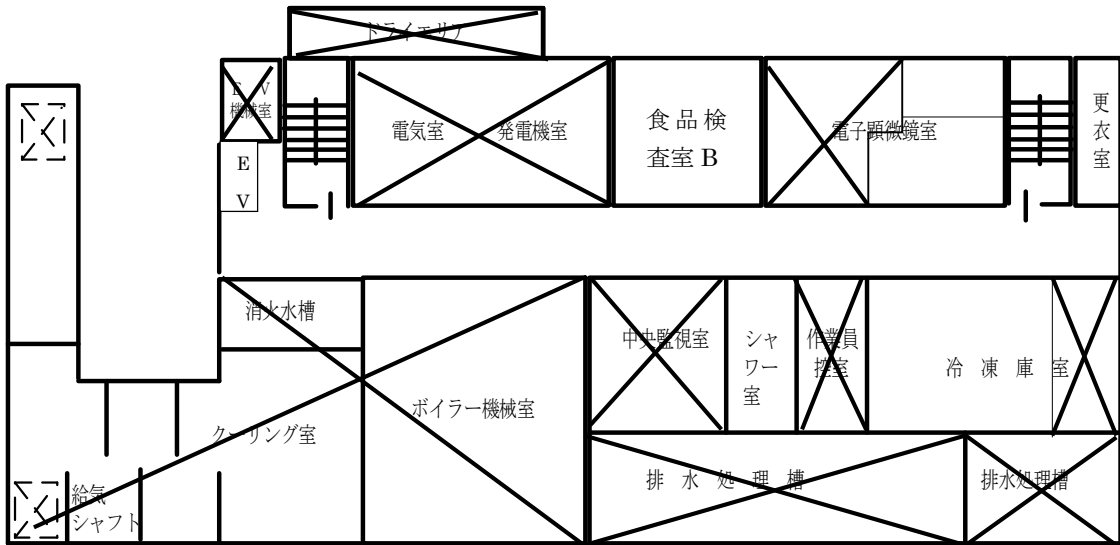 ドライエリア
EV
機械室
電気室
発電機室
食品検
査室B
電子顕微鏡室
更
衣
室
E
V
消火水槽
中央監視室
シャ
ワー
室
作業員
控室
冷凍庫室
ボイラー機械室
クーリング室
給気
シャフト
排水処理槽
排水処理槽